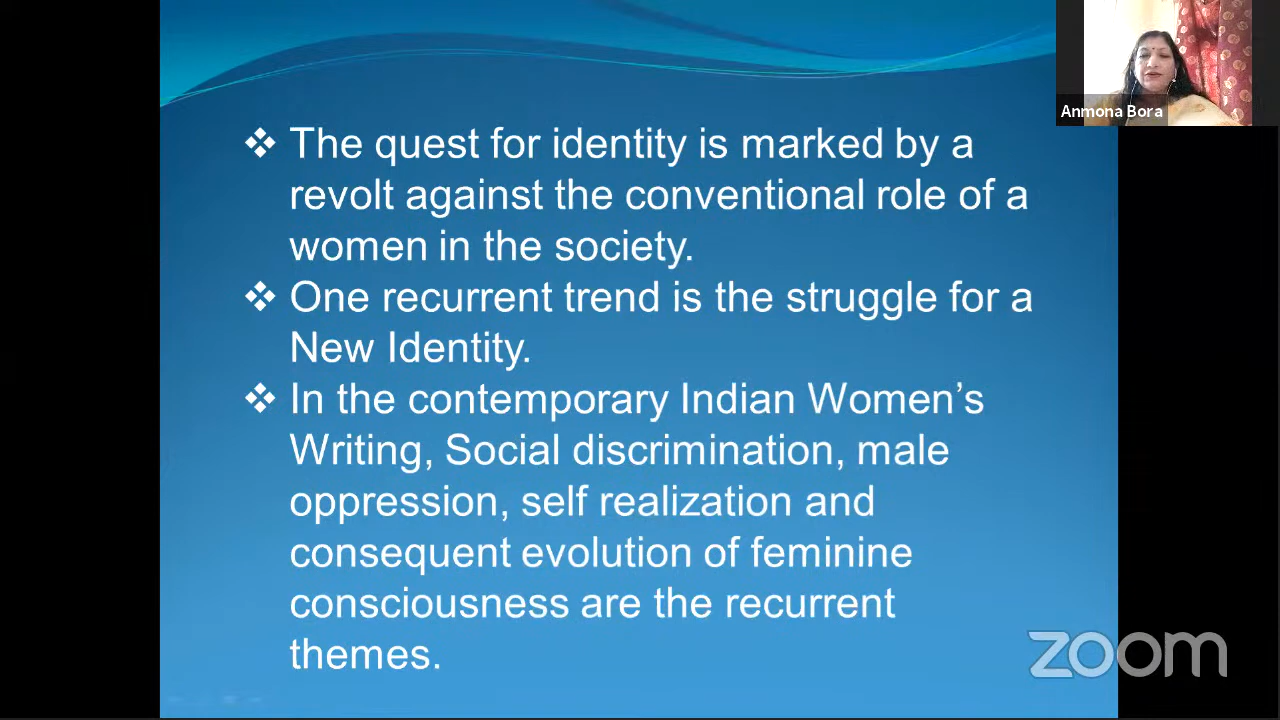 Anmona Bora
❖ The quest for identity is marked by a
revolt against the conventional role of a
women in the society.
❖ One recurrent trend is the struggle for a
New Identity.
❖ In the contemporary Indian Women’s
Writing, Social discrimination, male
oppression, self realization and
consequent evolution of feminine
consciousness are the recurrent
themes.
zoom